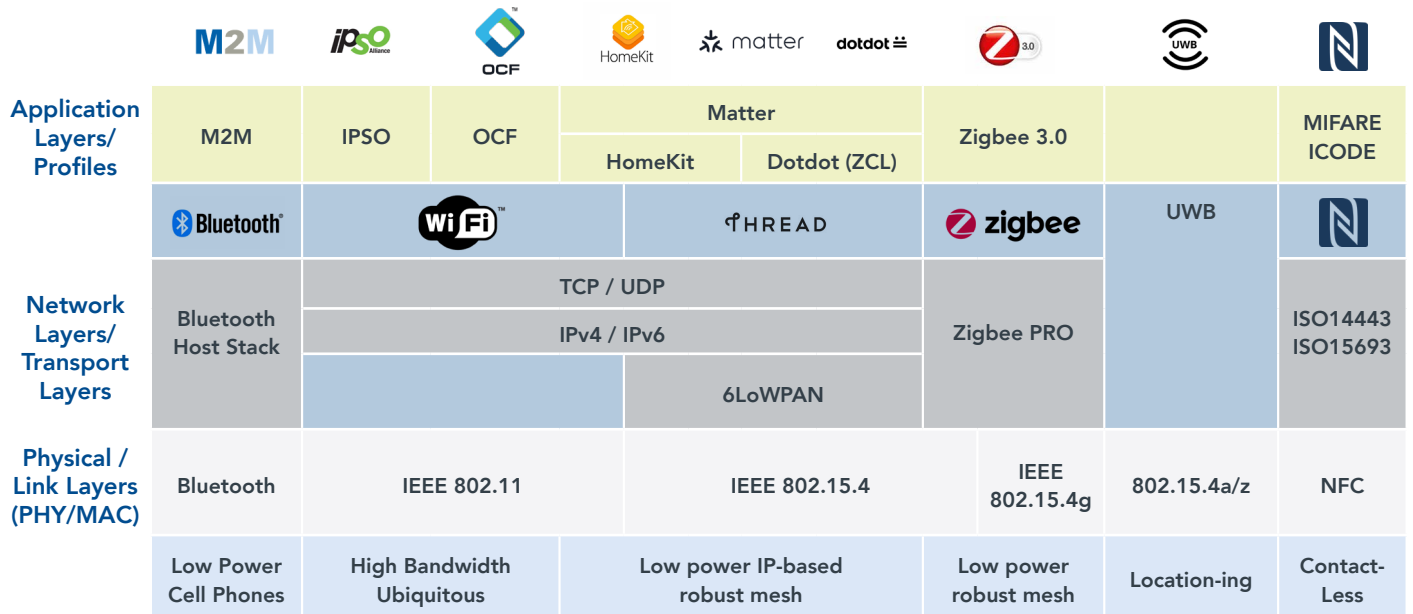 M2M
ipso
Alliance
OCF
HomeKit
matter
dotdot
Z 3.0
UWB
N
Application
Layers/
Profiles
M2M
IPSO
OCF
Matter
HomeKit
Dotdot (ZCL)
Zigbee 3.0
MIFARE
ICODE
Bluetooth®
Wi Fi™
THREAD
zigbee
UWB
N
Network
Layers/
Transport
Layers
Bluetooth
Host Stack
TCP / UDP
IPv4 / IPv6
6LoWPAN
Zigbee PRO
ISO14443
ISO15693
Physical /
Link Layers
(PHY/MAC)
Bluetooth
IEEE 802.11
IEEE 802.15.4
IEEE
802.15.4g
802.15.4a/z
NFC
Low Power
Cell Phones
High Bandwidth
Ubiquitous
Low power IP-based
robust mesh
Low power
robust mesh
Location-ing
Contact-
Less